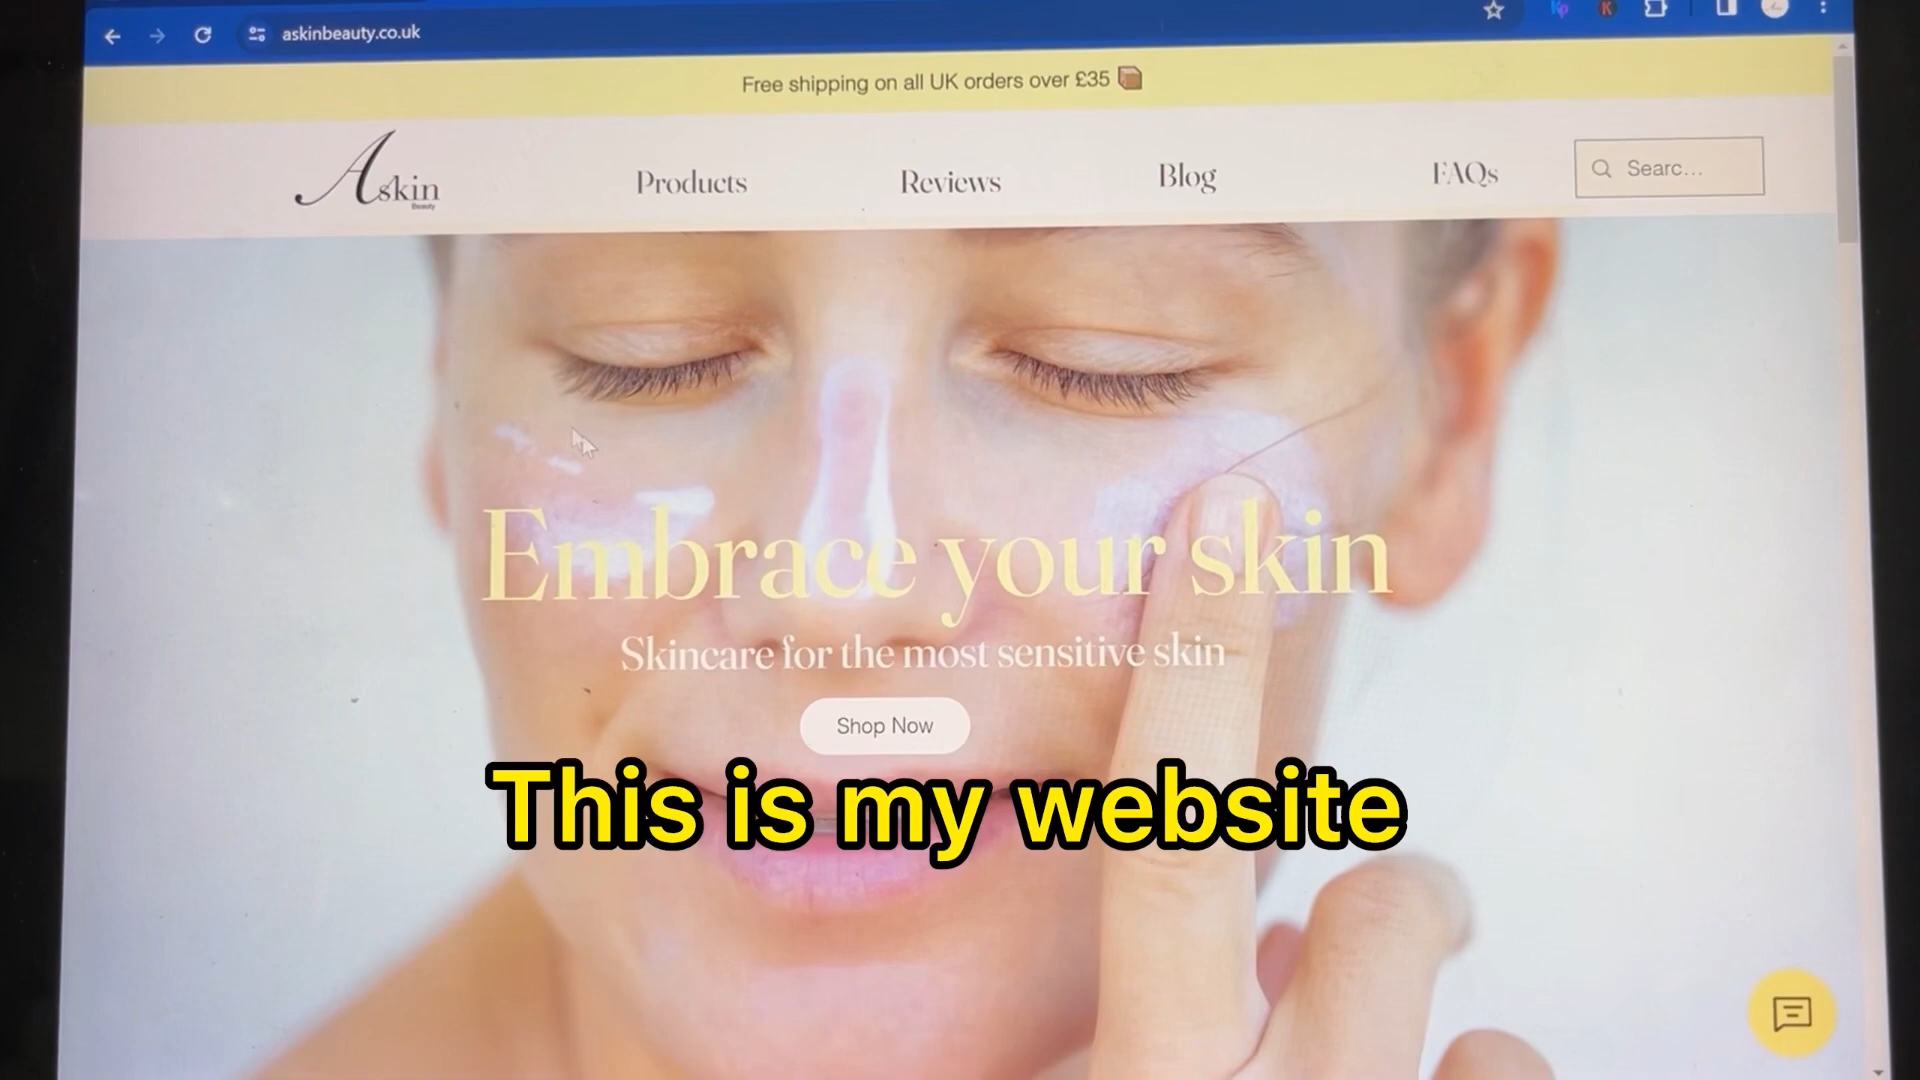 askinbeauty.co.uk
Free shipping on all UK orders over £35
Askin
Beauty
Products
Reviews
Blog
FAQs
Searc...
Embrace your skin
Skincare for the most sensitive skin
Shop Now
This is my website